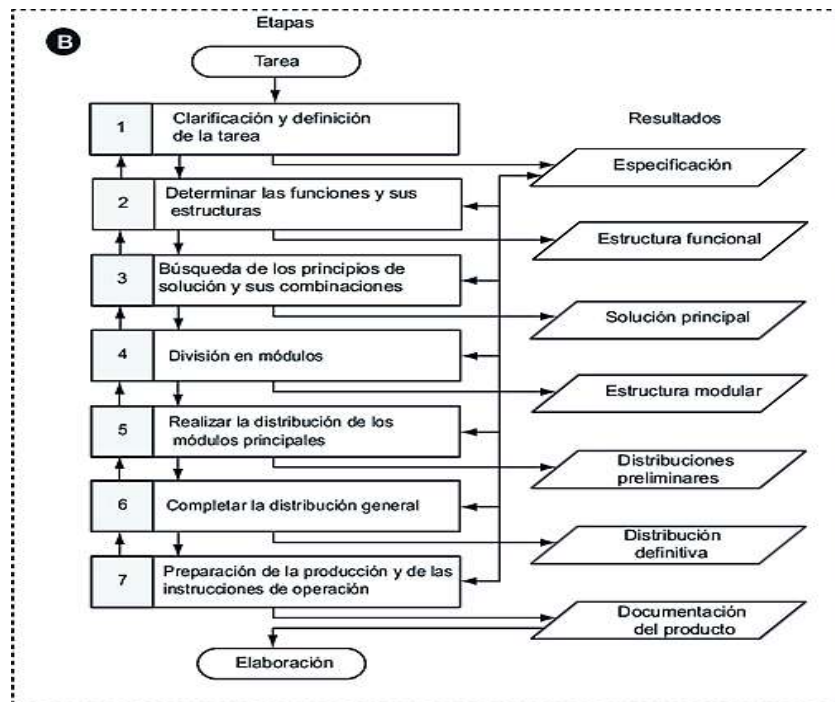 Etapas
B
Tarea
1
Clarificación y definición
de la tarea
Resultados
Especificación
2
Determinar las funciones y sus
estructuras
Estructura funcional
3
Búsqueda de los principios de
solución y sus combinaciones
Solución principal
4
División en módulos
Estructura modular
5
Realizar la distribución de los
módulos principales
Distribuciones
preliminares
6
Completar la distribución general
Distribución
definitiva
7
Preparación de la producción y de las
instrucciones de operación
Documentación
del producto
Elaboración